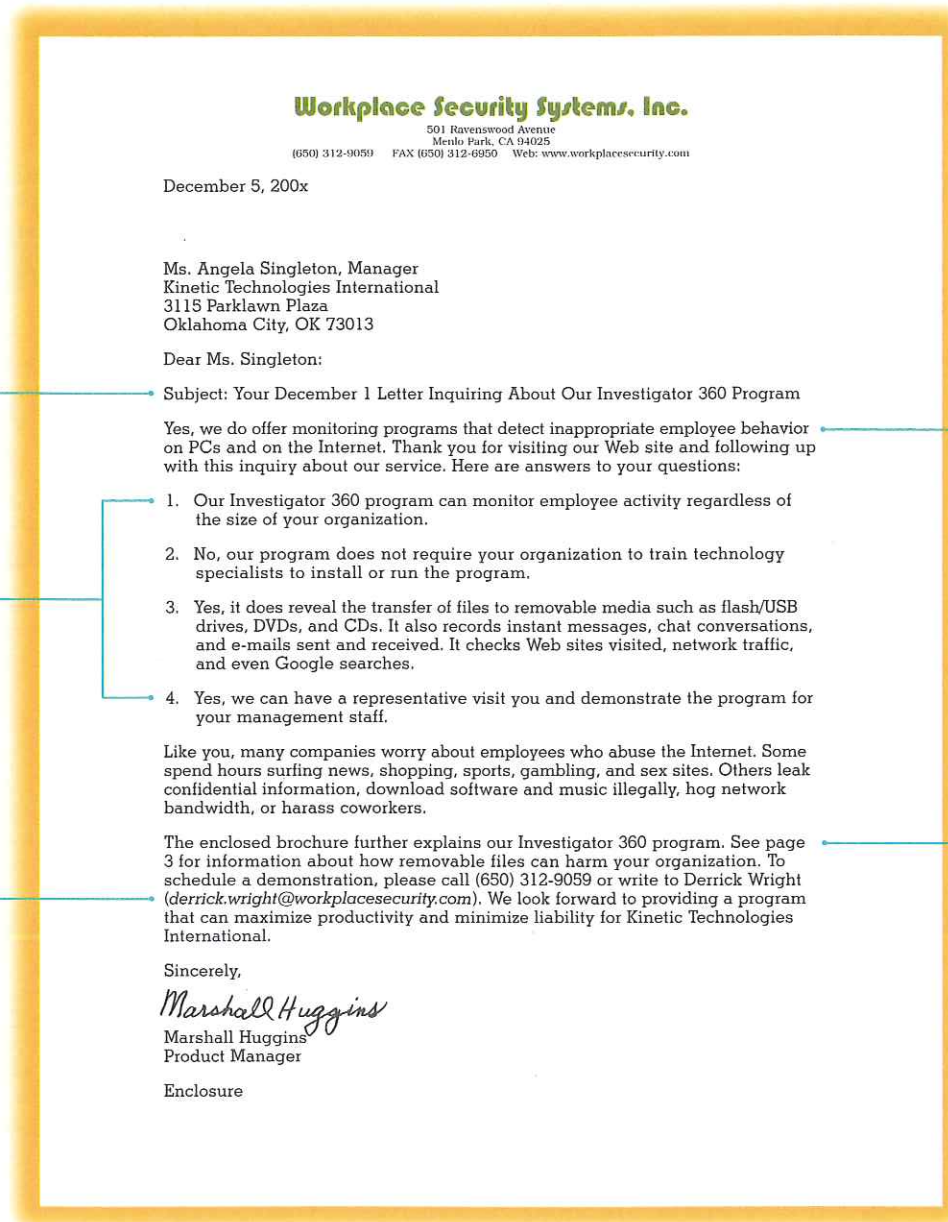 Workplace Security Systems, Inc.
501 Ravenswood Avenue
Menlo Park, CA 94025
(650) 312-9059 FAX (650) 312-6950 Web: www.workplacesecurity.com
December 5, 200x
Ms. Angela Singleton, Manager
Kinetic Technologies International
3115 Parklawn Plaza
Oklahoma City, OK 73013
Dear Ms. Singleton:
Subject: Your December 1 Letter Inquiring About Our Investigator 360 Program
Yes, we do offer monitoring programs that detect inappropriate employee behavior
on PCs and on the Internet. Thank you for visiting our Web site and following up
with this inquiry about our service. Here are answers to your questions:
1. Our Investigator 360 program can monitor employee activity regardless of
the size of your organization.
2. No, our program does not require your organization to train technology
specialists to install or run the program.
3. Yes, it does reveal the transfer of files to removable media such as flash/USB
drives, DVDs, and CDs. It also records instant messages, chat conversations,
and e-mails sent and received. It checks Web sites visited, network traffic,
and even Google searches.
4. Yes, we can have a representative visit you and demonstrate the program for
your management staff.
Like you, many companies worry about employees who abuse the Internet. Some
spend hours surfing news, shopping, sports, gambling, and sex sites. Others leak
confidential information, download software and music illegally, hog network
bandwidth, or harass coworkers.
The enclosed brochure further explains our Investigator 360 program. See page
3 for information about how removable files can harm your organization. To
schedule a demonstration, please call (650) 312-9059 or write to Derrick Wright
(derrick.wright@workplacesecurity.com). We look forward to providing a program
that can maximize productivity and minimize liability for Kinetic Technologies
International.
Sincerely,
Marshall Huggins
Marshall Huggins
Product Manager
Enclosure